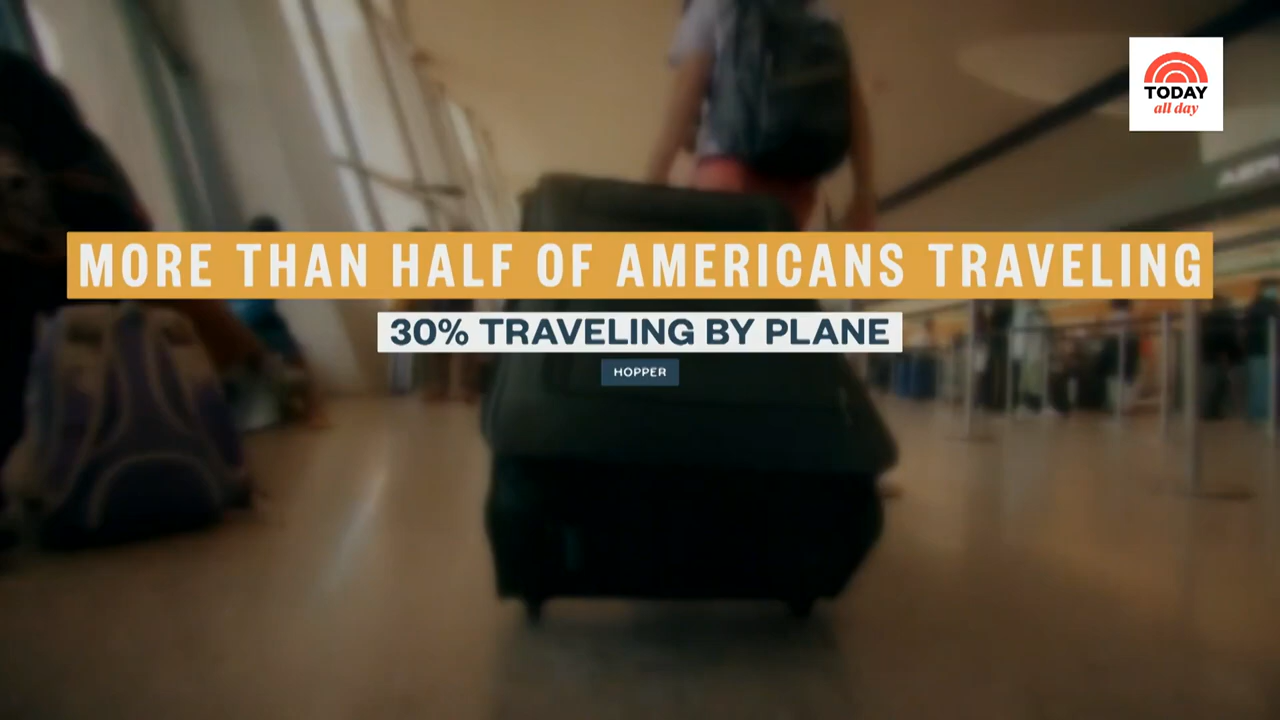 TODAY
all day
MORE THAN HALF OF AMERICANS TRAVELING
30% TRAVELING BY PLANE
HOPPER